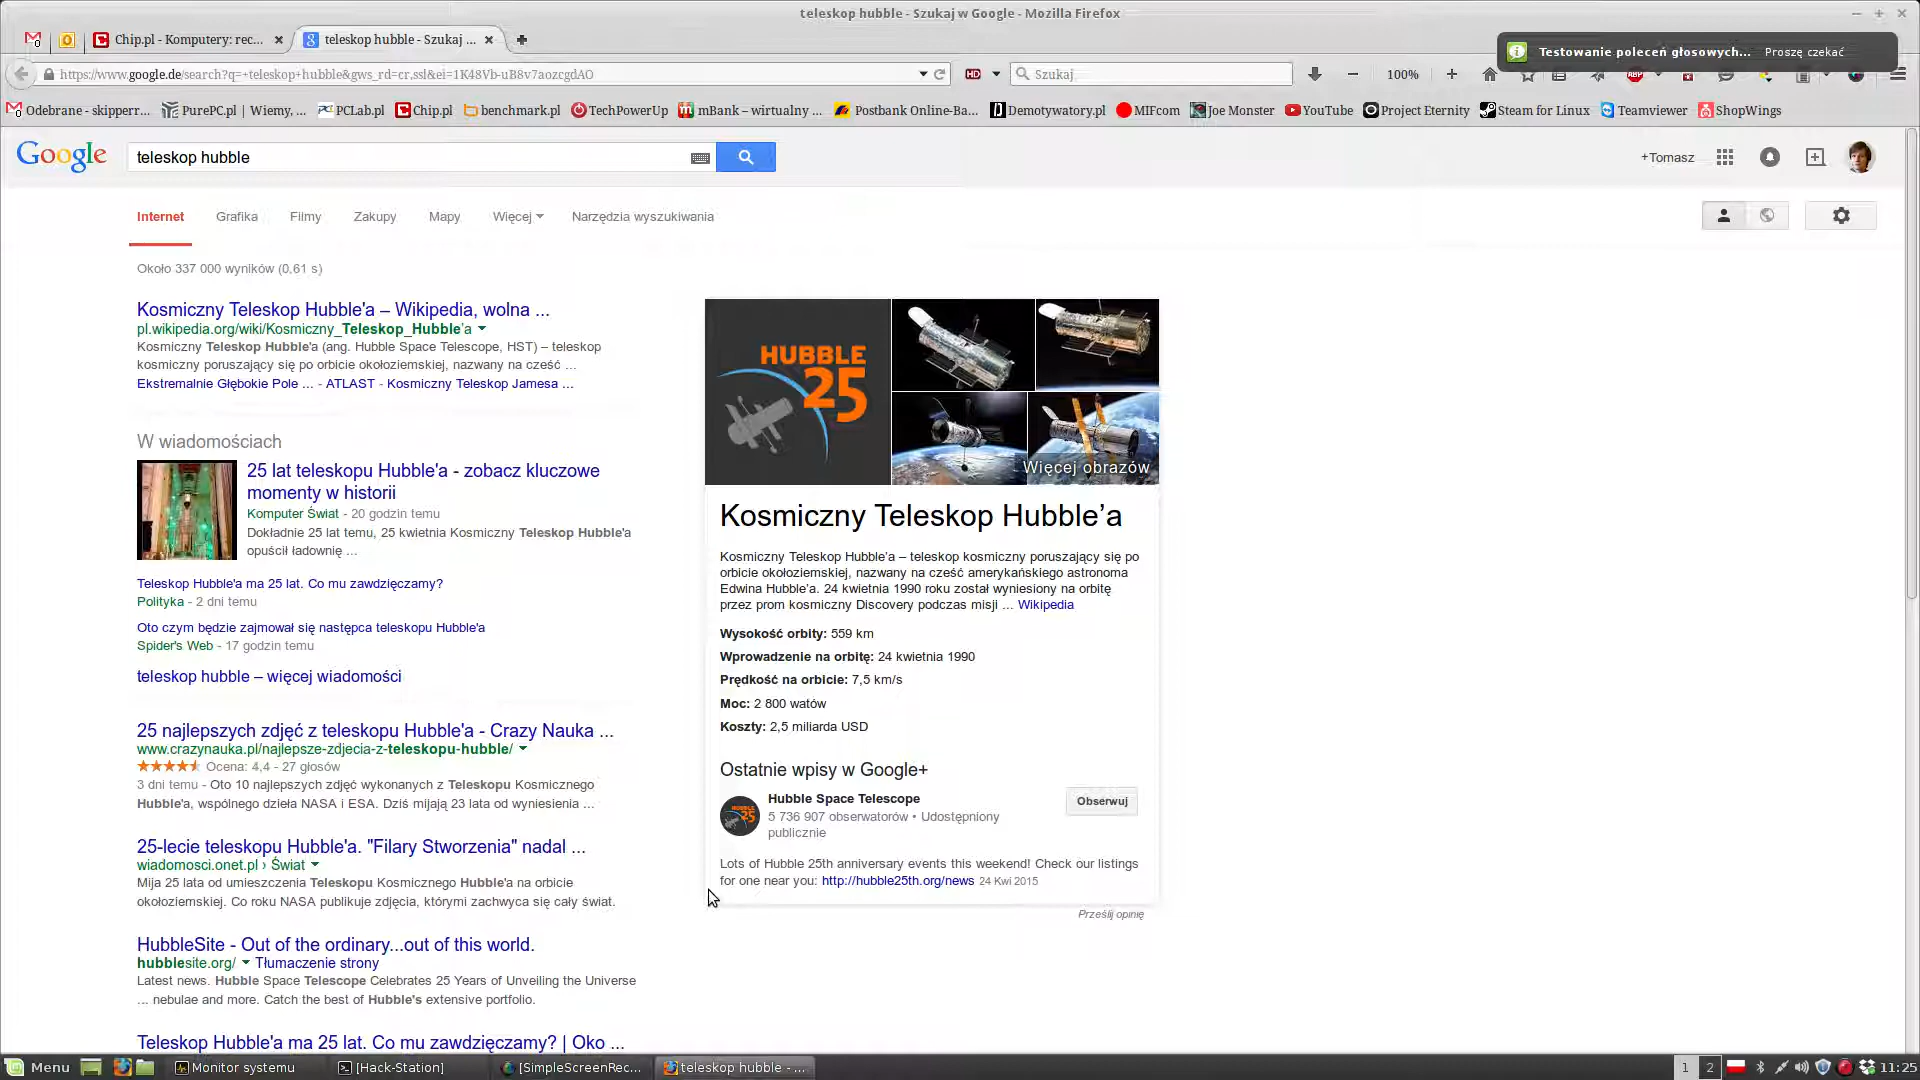 teleskop hubble - Szukaj w Google - Mozilla Firefox
Chip.pl - Komputery: rec...
teleskop hubble - Szukaj ...
Testowanie poleceń głosowych... Proszę czekać
https://www.google.de/search?q=+teleskop+hubble&gws_rd=cr,ssl&ei=1K48Vb-uB8v7aozcgdAO
HD
Szukaj
100%
ABP
Odebrane - skipperr...
PurePC.pl | Wiemy, ...
PCLab.pl
Chip.pl
benchmark.pl
TechPowerUp
mBank – wirtualny ...
Postbank Online-Ba...
Demotywatory.pl
MIFcom
Joe Monster
YouTube
Project Eternity
Steam for Linux
Teamviewer
ShopWings
Google
teleskop hubble
+Tomasz
Internet Grafika Filmy Zakupy Mapy Więcej Narzędzia wyszukiwania
Około 337 000 wyników (0,61 s)
Kosmiczny Teleskop Hubble'a – Wikipedia, wolna ...
pl.wikipedia.org/wiki/Kosmiczny_Teleskop_Hubble'a
Kosmiczny Teleskop Hubble'a (ang. Hubble Space Telescope, HST) – teleskop
kosmiczny poruszający się po orbicie okołoziemskiej, nazwany na cześć ...
Ekstremalnie Głębokie Pole ... - ATLAST - Kosmiczny Teleskop Jamesa ...
W wiadomościach
25 lat teleskopu Hubble'a - zobacz kluczowe
momenty w historii
Komputer Świat - 20 godzin temu
Dokładnie 25 lat temu, 25 kwietnia Kosmiczny Teleskop Hubble'a
opuścił ładownię ...
Teleskop Hubble'a ma 25 lat. Co mu zawdzięczamy?
Polityka - 2 dni temu
Oto czym będzie zajmował się następca teleskopu Hubble'a
Spider's Web - 17 godzin temu
teleskop hubble – więcej wiadomości
25 najlepszych zdjęć z teleskopu Hubble'a - Crazy Nauka ...
www.crazynauka.pl/najlepsze-zdjecia-z-teleskopu-hubble/
Ocena: 4,4 - 27 głosów
3 dni temu - Oto 10 najlepszych zdjęć wykonanych z Teleskopu Kosmicznego
Hubble'a, wspólnego dzieła NASA i ESA. Dziś mijają 23 lata od wyniesienia ...
25-lecie teleskopu Hubble'a. "Filary Stworzenia" nadal ...
wiadomosci.onet.pl › Świat
Mija 25 lata od umieszczenia Teleskopu Kosmicznego Hubble'a na orbicie
okołoziemskiej. Co roku NASA publikuje zdjęcia, którymi zachwyca się cały świat.
HubbleSite - Out of the ordinary...out of this world.
hubblesite.org/ Tłumaczenie strony
Latest news. Hubble Space Telescope Celebrates 25 Years of Unveiling the Universe
... nebulae and more. Catch the best of Hubble's extensive portfolio.
Teleskop Hubble'a ma 25 lat. Co mu zawdzięczamy? | Oko ...
HUBBLE
25
Więcej obrazów
Kosmiczny Teleskop Hubble’a
Kosmiczny Teleskop Hubble’a – teleskop kosmiczny poruszający się po
orbicie okołoziemskiej, nazwany na cześć amerykańskiego astronoma
Edwina Hubble’a. 24 kwietnia 1990 roku został wyniesiony na orbitę
przez prom kosmiczny Discovery podczas misji ... Wikipedia
Wysokość orbity: 559 km
Wprowadzenie na orbitę: 24 kwietnia 1990
Prędkość na orbicie: 7,5 km/s
Moc: 2 800 watów
Koszty: 2,5 miliarda USD
Ostatnie wpisy w Google+
HUBBLE
25
Hubble Space Telescope
5 736 907 obserwatorów • Udostępniony
publicznie
Obserwuj
Lots of Hubble 25th anniversary events this weekend! Check our listings
for one near you: http://hubble25th.org/news 24 Kwi 2015
Prześlij opinię
Menu
Monitor systemu
[Hack-Station]
[SimpleScreenRec...
teleskop hubble - ...
1 2
11:25